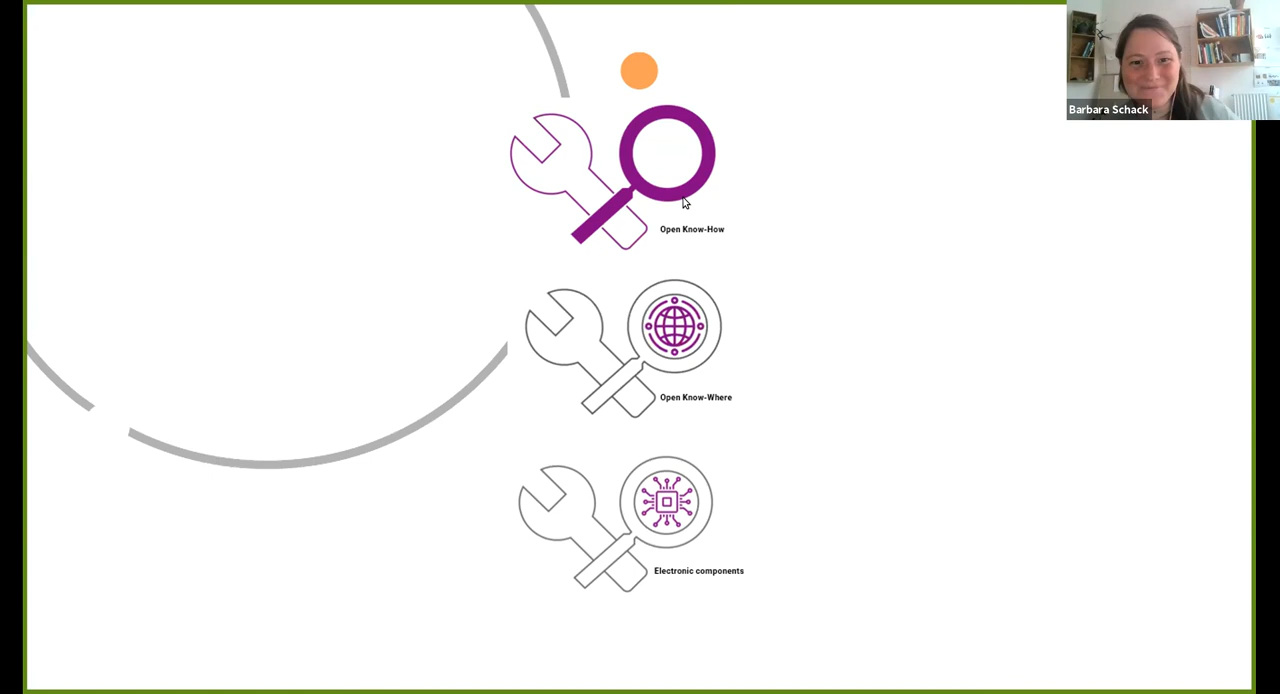 Barbara Schack
Open Know-How
Open Know-Where
Electronic components